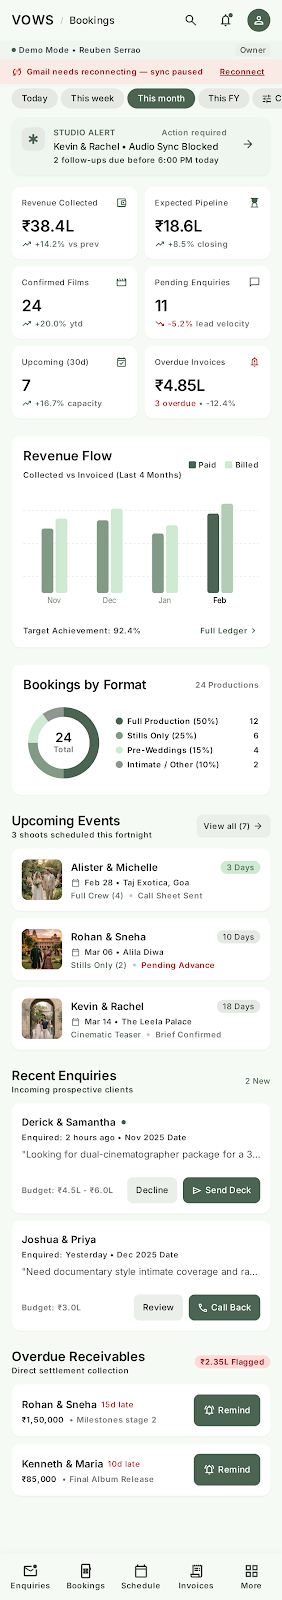 VOWS / Bookings
Demo Mode • Reuben Serrao Owner
Gmail needs reconnecting — sync paused Reconnect
Today This week This month This FY C
STUDIO ALERT Action required
Kevin & Rachel • Audio Sync Blocked
2 follow-ups due before 6:00 PM today
Revenue Collected
₹38.4L
+14.2% vs prev
Expected Pipeline
₹18.6L
+8.5% closing
Confirmed Films
24
+20.0% ytd
Pending Enquiries
11
-5.2% lead velocity
Upcoming (30d)
7
+16.7% capacity
Overdue Invoices
₹4.85L
3 overdue • -12.4%
Revenue Flow
Collected vs Invoiced (Last 4 Months)
Paid Billed
Nov Dec Jan Feb
Target Achievement: 92.4% Full Ledger
Bookings by Format 24 Productions
24
Total
Full Production (50%) 12
Stills Only (25%) 6
Pre-Weddings (15%) 4
Intimate / Other (10%) 2
Upcoming Events
3 shoots scheduled this fortnight
View all (7)
Alister & Michelle 3 Days
Feb 28 • Taj Exotica, Goa
Full Crew (4) • Call Sheet Sent
Rohan & Sneha 10 Days
Mar 06 • Alila Diwa
Stills Only (2) • Pending Advance
Kevin & Rachel 18 Days
Mar 14 • The Leela Palace
Cinematic Teaser • Brief Confirmed
Recent Enquiries
Incoming prospective clients
2 New
Derick & Samantha
Enquired: 2 hours ago • Nov 2025 Date
"Looking for dual-cinematographer package for a 3...
Budget: ₹4.5L - ₹6.0L Decline Send Deck
Joshua & Priya
Enquired: Yesterday • Dec 2025 Date
"Need documentary style intimate coverage and ra...
Budget: ₹3.0L Review Call Back
Overdue Receivables
Direct settlement collection
₹2.35L Flagged
Rohan & Sneha 15d late
₹1,50,000 • Milestones stage 2
Remind
Kenneth & Maria 10d late
₹85,000 • Final Album Release
Remind
Enquiries Bookings Schedule Invoices More